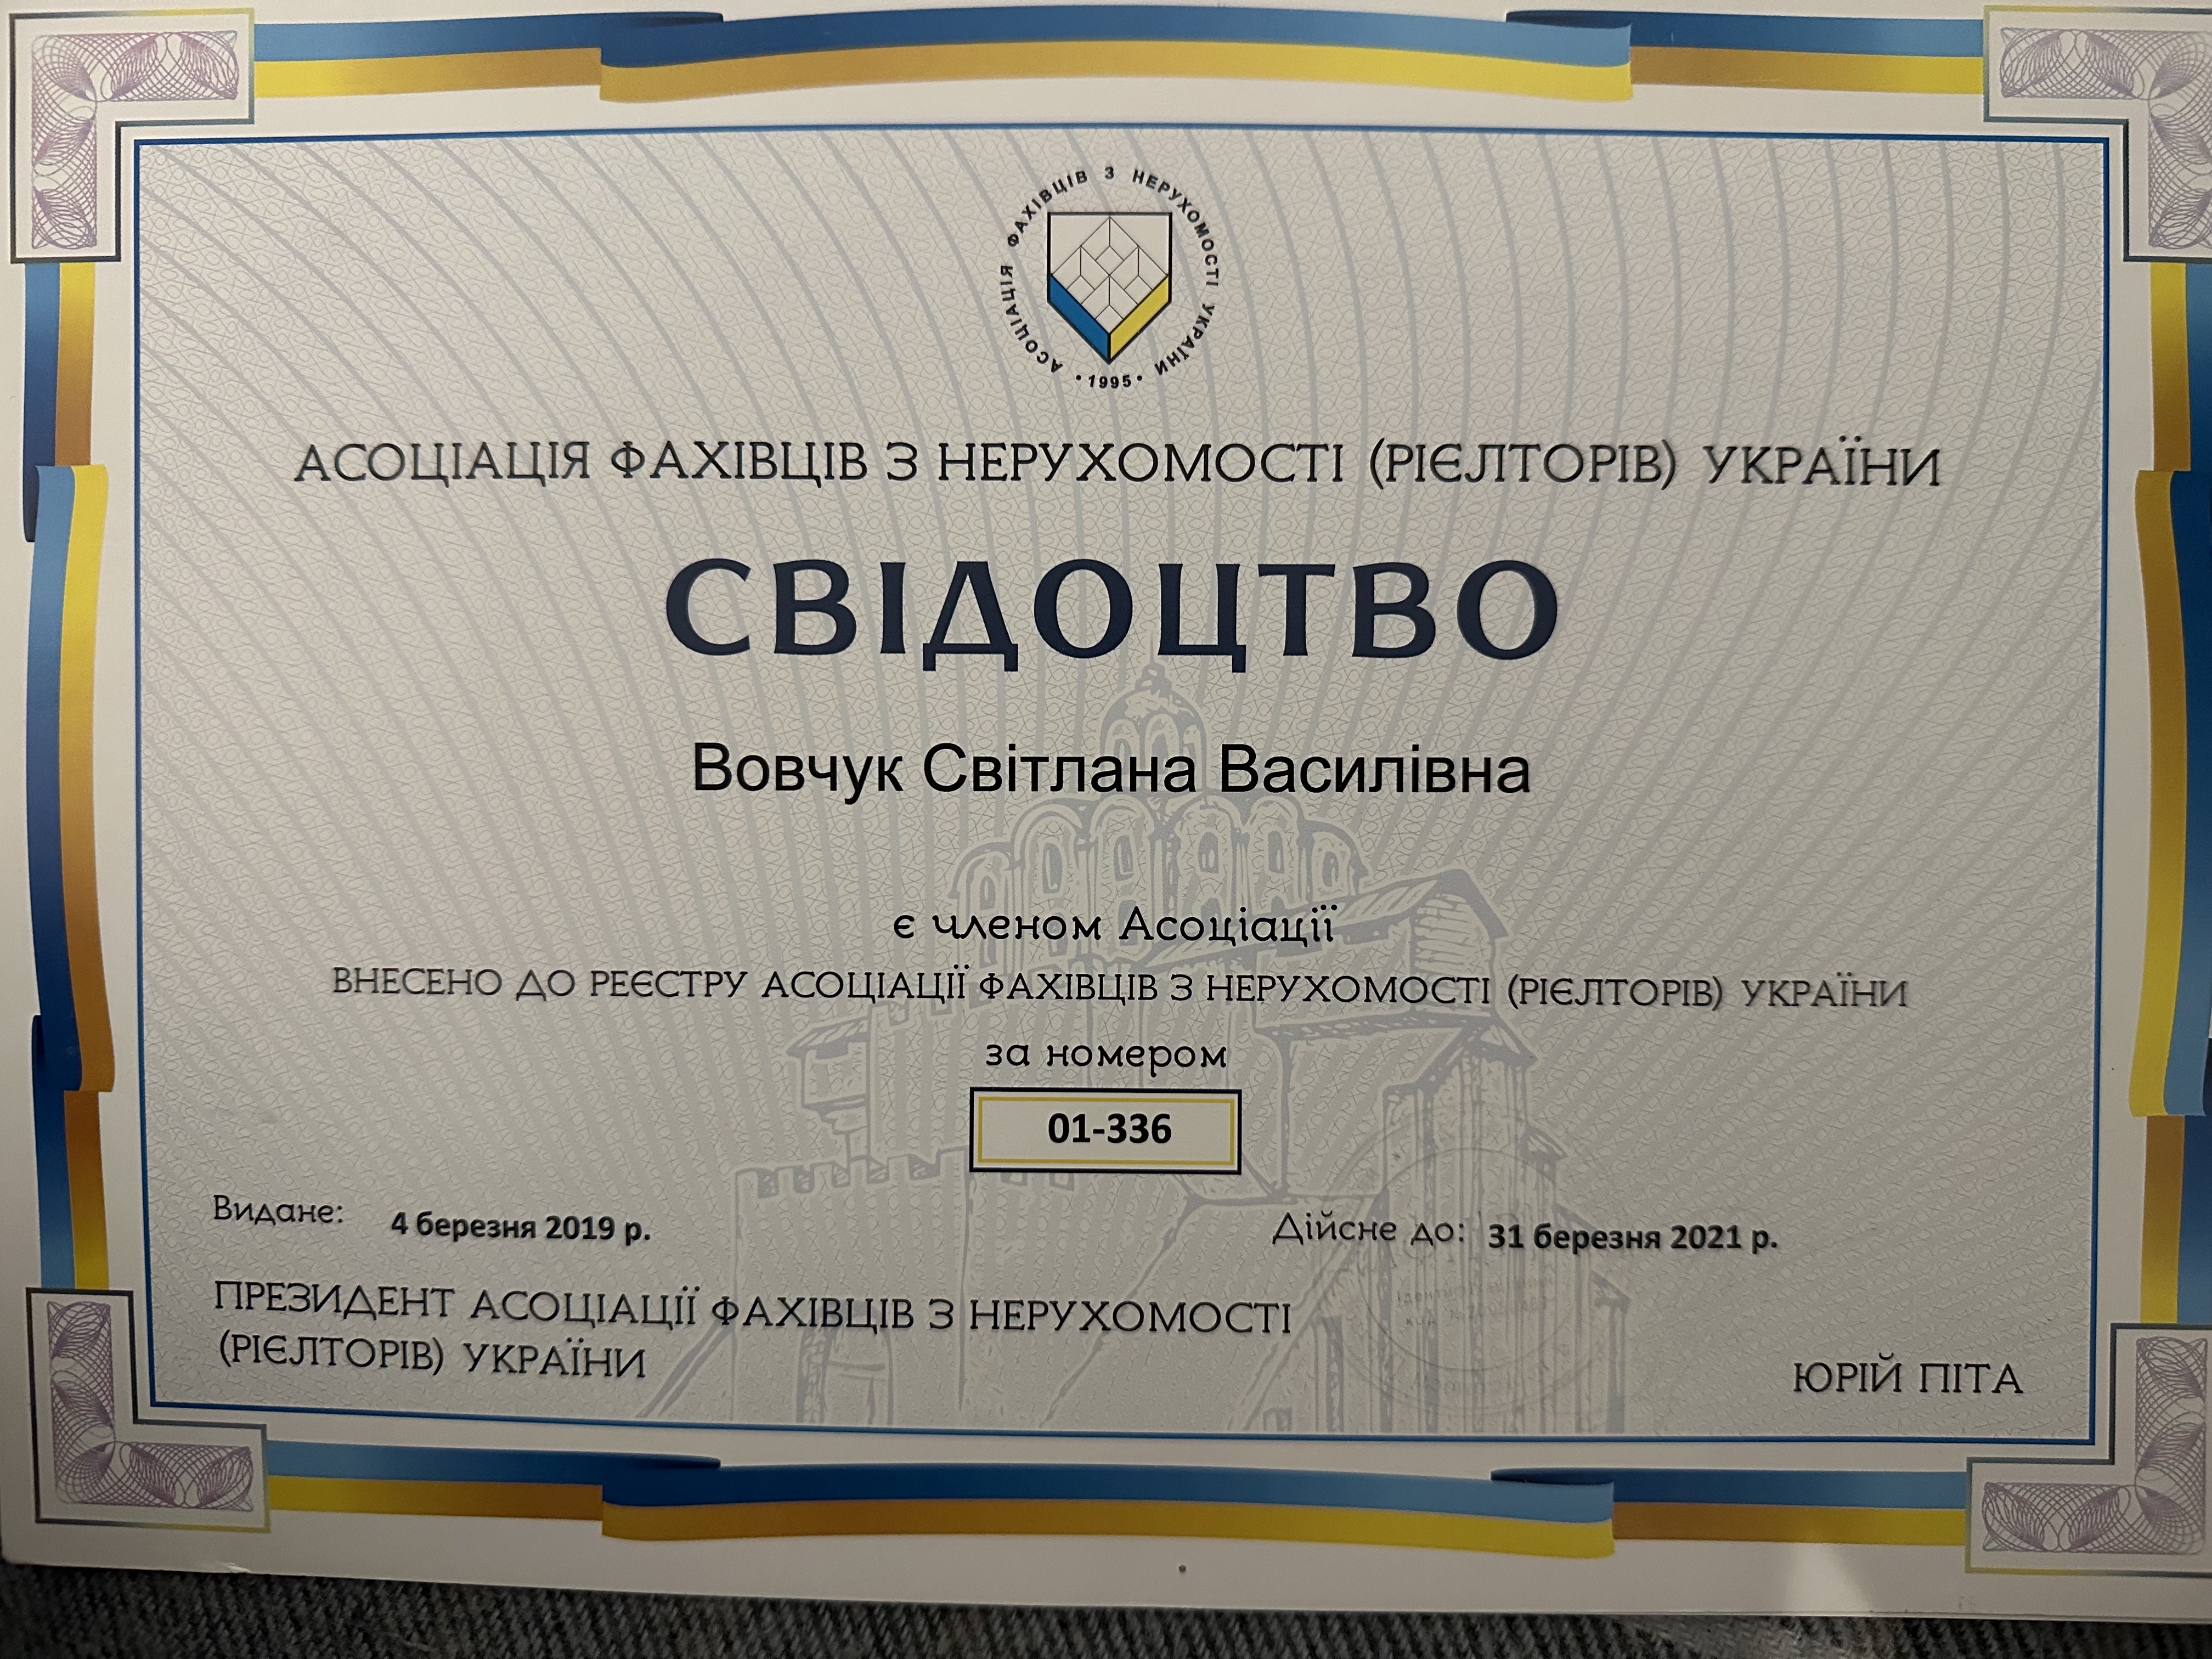 АСОЦІАЦІЯ ФАХІВЦІВ З НЕРУХОМОСТІ УКРАЇНИ
• 1995 •
АСОЦІАЦІЯ ФАХІВЦІВ З НЕРУХОМОСТІ (РІЄЛТОРІВ) УКРАЇНИ
СВІДОЦТВО
Вовчук Світлана Василівна
є членом Асоціації
ВНЕСЕНО ДО РЕЄСТРУ АСОЦІАЦІЇ ФАХІВЦІВ З НЕРУХОМОСТІ (РІЄЛТОРІВ) УКРАЇНИ
за номером
01-336
Видане: 4 березня 2019 р.
Дійсне до: 31 березня 2021 р.
ПРЕЗИДЕНТ АСОЦІАЦІЇ ФАХІВЦІВ З НЕРУХОМОСТІ
(РІЄЛТОРІВ) УКРАЇНИ
ЮРІЙ ПІТА